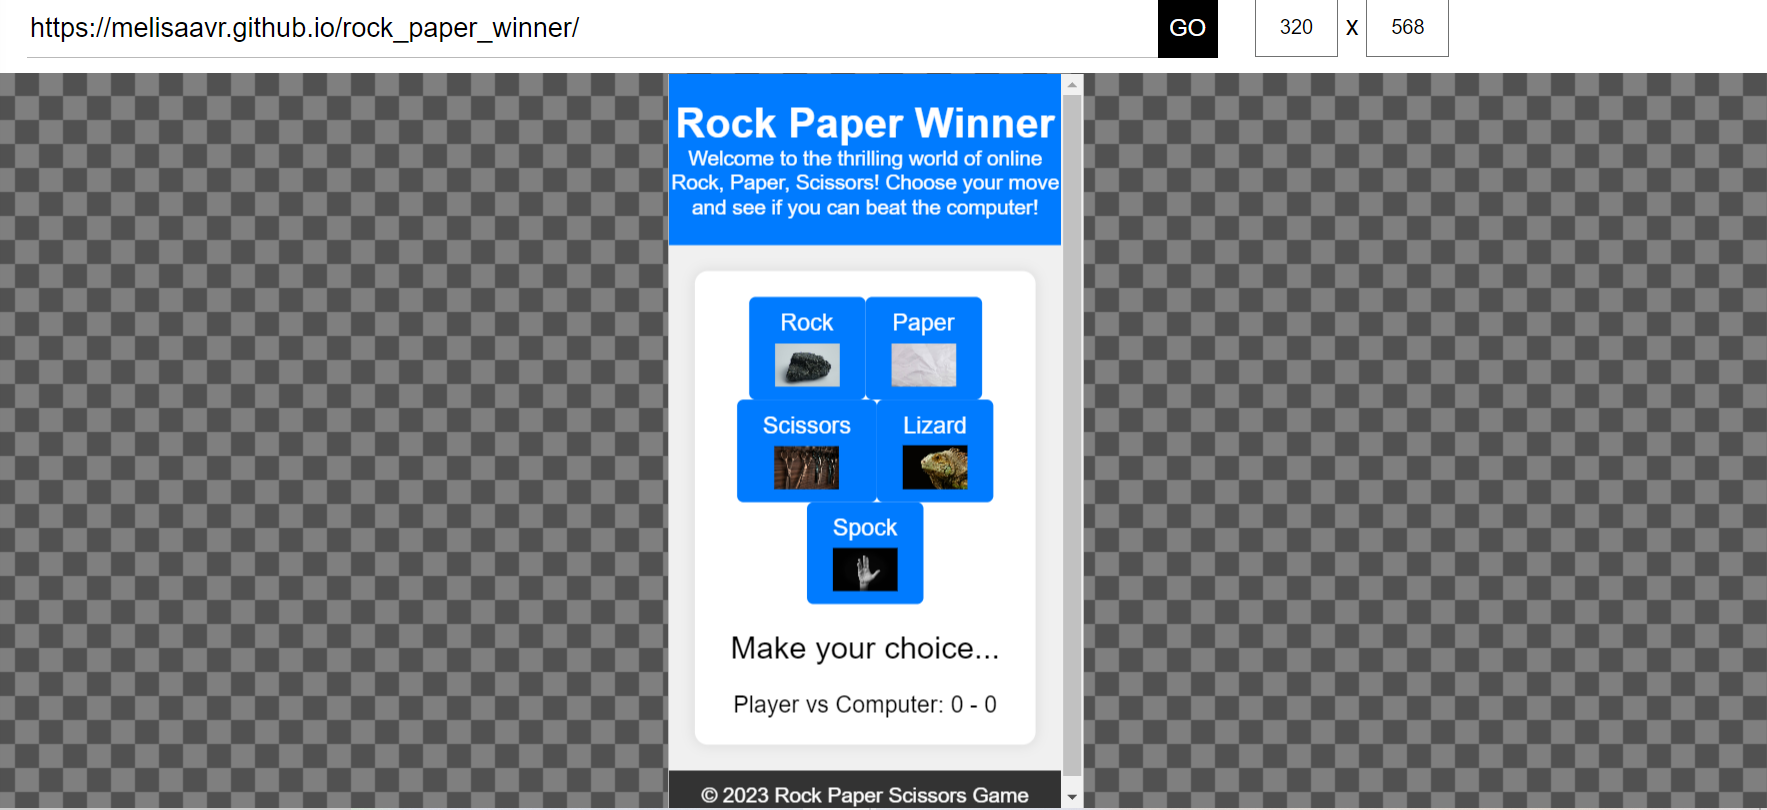 https://melisaavr.github.io/rock_paper_winner/ GO 320 X 568
Rock Paper Winner
Welcome to the thrilling world of online
Rock, Paper, Scissors! Choose your move
and see if you can beat the computer!
Rock Paper
Scissors Lizard
Spock
Make your choice...
Player vs Computer: 0 - 0
© 2023 Rock Paper Scissors Game